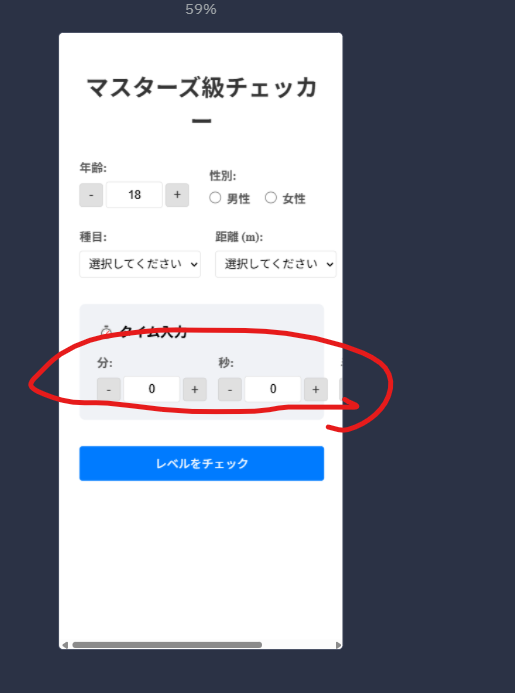 59%
マスターズ級チェッカ
ー
年齢:
性別:
- 18 +
男性 女性
種目:
距離 (m):
選択してください
選択してください
タイム入力
分:
秒:
- 0 +
- 0 +
レベルをチェック